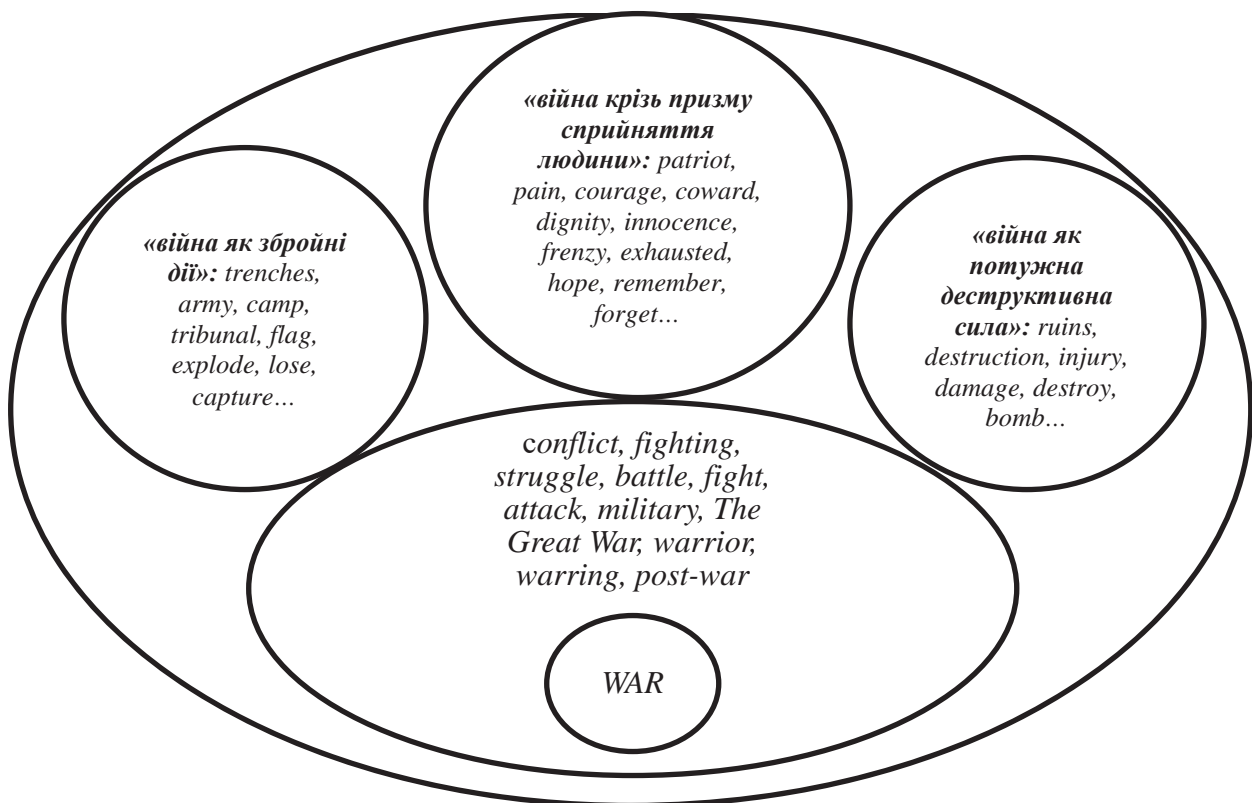 «війна крізь призму
сприйняття
людини»: patriot,
pain, courage, coward,
dignity, innocence,
frenzy, exhausted,
hope, remember,
forget…
«війна як збройні
дії»: trenches,
army, camp,
tribunal, flag,
explode, lose,
capture…
«війна як
потужна
деструктивна
сила»: ruins,
destruction, injury,
damage, destroy,
bomb…
conflict, fighting,
struggle, battle, fight,
attack, military, The
Great War, warrior,
warring, post-war
WAR